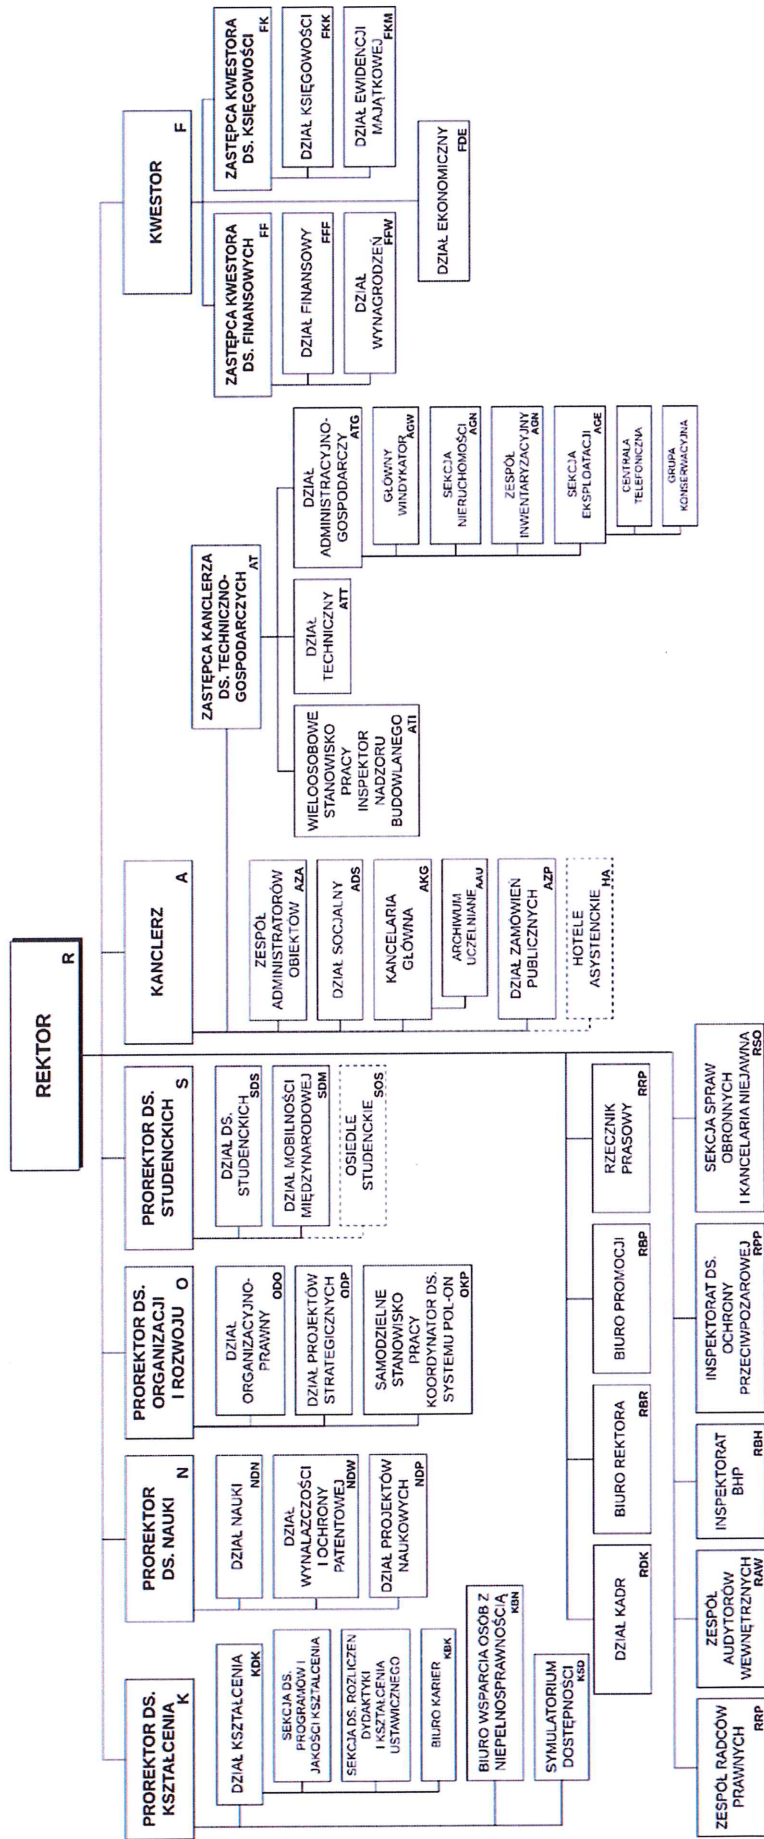 REKTOR
R
PROREKTOR DS.
KSZTAŁCENIA
K
DZIAŁ KSZTAŁCENIA
KDK
SEKCJA DS.
PROGRAMÓW I
JAKOŚCI KSZTAŁCENIA
SEKCJA DS. ROZLICZEŃ
DYDAKTYKI
I KSZTAŁCENIA
USTAWICZNEGO
BIURO KARIER
KBK
BIURO WSPARCIA OSÓB Z
NIEPEŁNOSPRAWNOŚCIĄ
KBN
SYMULATORIUM
DOSTĘPNOŚCI
KSD
PROREKTOR
DS. NAUKI
N
DZIAŁ NAUKI
NDN
DZIAŁ
WYNALAZCZOŚCI
I OCHRONY
PATENTOWEJ
NDW
DZIAŁ PROJEKTÓW
NAUKOWYCH
NDP
PROREKTOR DS.
ORGANIZACJI
I ROZWOJU
O
DZIAŁ
ORGANIZACYJNO-
PRAWNY
ODO
DZIAŁ PROJEKTÓW
STRATEGICZNYCH
ODP
SAMODZIELNE
STANOWISKO
PRACY
KOORDYNATOR DS.
SYSTEMU POL-ON
OKP
PROREKTOR DS.
STUDENCKICH
S
DZIAŁ DS.
STUDENCKICH
SDS
DZIAŁ MOBILNOŚCI
MIĘDZYNARODOWEJ
SDM
OSIEDLE
STUDENCKIE
SOS
KANCLERZ
A
ZESPÓŁ
ADMINISTRATORÓW
OBIEKTÓW
AZA
DZIAŁ SOCJALNY
ADS
KANCELARIA
GŁÓWNA
AKG
ARCHIWUM
UCZELNIANE
AAU
DZIAŁ ZAMÓWIEŃ
PUBLICZNYCH
AZP
HOTELE
ASYSTENCKIE
HA
ZASTĘPCA KANCLERZA
DS. TECHNICZNO-
GOSPODARCZYCH
AT
WIELOOSOBOWE
STANOWISKO
PRACY
INSPEKTOR
NADZORU
BUDOWLANEGO
ATI
DZIAŁ
TECHNICZNY
ATT
DZIAŁ
ADMINISTRACYJNO-
GOSPODARCZY
ATG
GŁÓWNY
WINDYKATOR
AGW
SEKCJA
NIERUCHOMOŚCI
AGN
ZESPÓŁ
INWENTARYZACYJNY
AGN
SEKCJA
EKSPLOATACJI
AGE
CENTRALA
TELEFONICZNA
GRUPA
KONSERWACYJNA
KWESTOR
F
ZASTĘPCA KWESTORA
DS. FINANSOWYCH
FF
DZIAŁ FINANSOWY
FFF
DZIAŁ
WYNAGRODZEŃ
FFW
ZASTĘPCA KWESTORA
DS. KSIĘGOWOŚCI
FK
DZIAŁ KSIĘGOWOŚCI
FKK
DZIAŁ EWIDENCJI
MAJĄTKOWEJ
FKM
DZIAŁ EKONOMICZNY
FDE
DZIAŁ KADR
RDK
BIURO REKTORA
RBR
BIURO PROMOCJI
RBP
RZECZNIK
PRASOWY
RRP
ZESPÓŁ RADCÓW
PRAWNYCH
RRP
ZESPÓŁ
AUDYTORÓW
WEWNĘTRZNYCH
RAW
INSPEKTORAT
BHP
RBH
INSPEKTORAT DS.
OCHRONY
PRZECIWPOŻAROWEJ
RPP
SEKCJA SPRAW
OBRONNYCH
I KANCELARIA NIEJAWNA
RSO